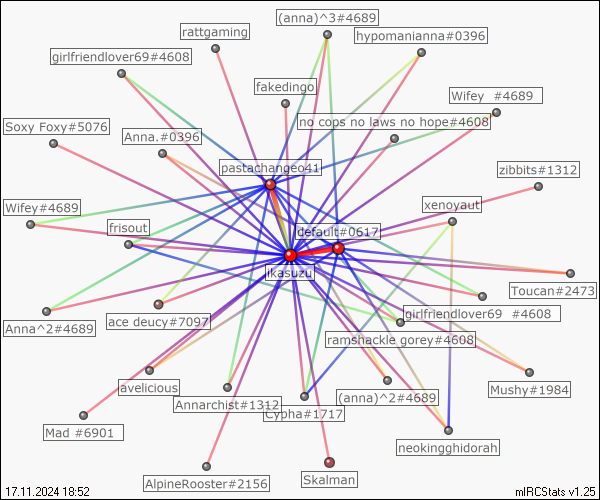 (anna)^3#4689
rattgaming
hypomanianna#0396
girlfriendlover69#4608
fakedingo
Wifey #4689
Soxy Foxy#5076
no cops no laws no hope#4608
Anna.#0396
pastachangeo41
zibbits#1312
Wifey#4689
xenoyaut
frisout
default#0617
ikasuzu
Toucan#2473
Anna^2#4689
ace deucy#7097
girlfriendlover69 #4608
ramshackle gorey#4608
avelicious
Mushy#1984
Annarchist#1312
(anna)^2#4689
Cypha#1717
Mad #6901
neokingghidorah
AlpineRooster#2156
Skalman
17.11.2024 18:52
mIRCStats v1.25